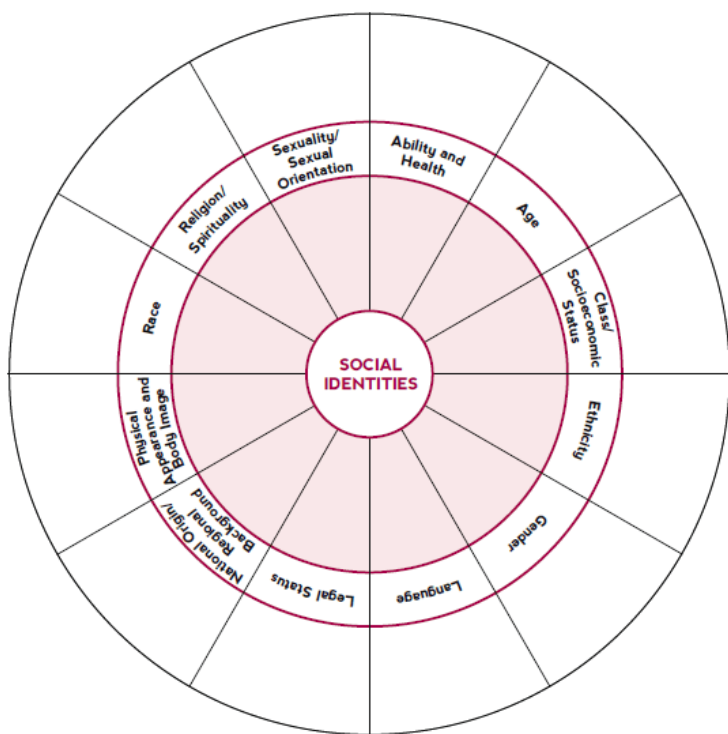 SOCIAL
IDENTITIES
Ability and
Health
Age
Class/
Socioeconomic
Status
Ethnicity
Gender
Language
Legal Status
National Origin/
Regional
Background
Physical
Appearance and
Body Image
Race
Religion/
Spirituality
Sexuality/
Sexual
Orientation